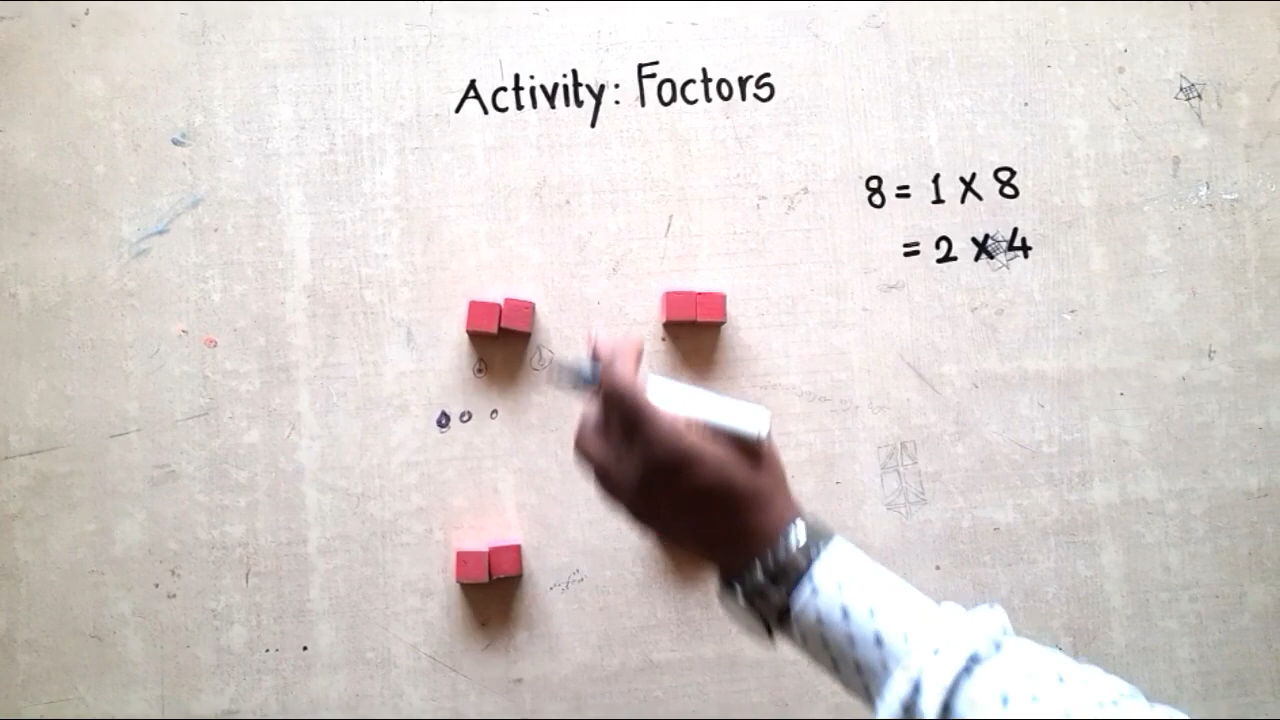 Activity: Factors
8 = 1 X 8
= 2 X 4